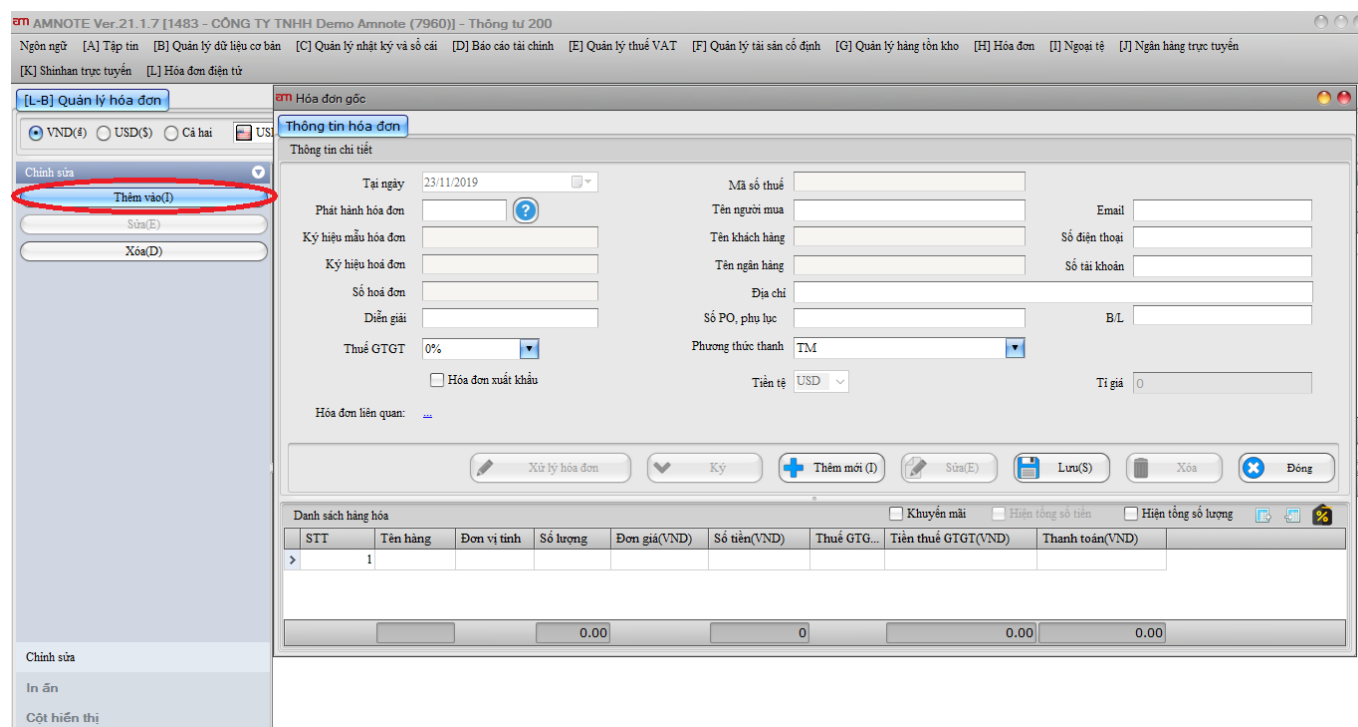 am AMNOTE Ver.21.1.7 [1483 - CÔNG TY TNHH Demo Amnote (7960)] - Thông tư 200
Ngôn ngữ [A] Tập tin [B] Quản lý dữ liệu cơ bản [C] Quản lý nhật ký và sổ cái [D] Báo cáo tài chính [E] Quản lý thuế VAT [F] Quản lý tài sản cố định [G] Quản lý hàng tồn kho [H] Hóa đơn [I] Ngoại tệ [J] Ngân hàng trực tuyến
[K] Shinhan trực tuyến [L] Hóa đơn điện tử
[L-B] Quản lý hóa đơn
VND(₫) USD($) Cả hai USD
Chỉnh sửa
Thêm vào(I)
Sửa(E)
Xóa(D)
Chỉnh sửa
In ấn
Cột hiển thị
am Hóa đơn gốc
Thông tin hóa đơn
Thông tin chi tiết
Tại ngày 23/11/2019 Mã số thuế
Phát hành hóa đơn ? Tên người mua Email
Ký hiệu mẫu hóa đơn Tên khách hàng Số điện thoại
Ký hiệu hoá đơn Tên ngân hàng Số tài khoản
Số hoá đơn Địa chỉ
Diễn giải Số PO, phụ lục B/L
Thuế GTGT 0% Phương thức thanh TM
Hóa đơn xuất khẩu Tiền tệ USD Tỉ giá 0
Hóa đơn liên quan: ...
Xử lý hóa đơn Ký Thêm mới (I) Sửa(E) Lưu(S) Xóa Đóng
Danh sách hàng hóa Khuyến mãi Hiện tổng số tiền Hiện tổng số lượng %
STT Tên hàng Đơn vị tính Số lượng Đơn giá(VND) Số tiền(VND) Thuế GTG... Tiền thuế GTGT(VND) Thanh toán(VND)
1
0.00 0 0.00 0.00